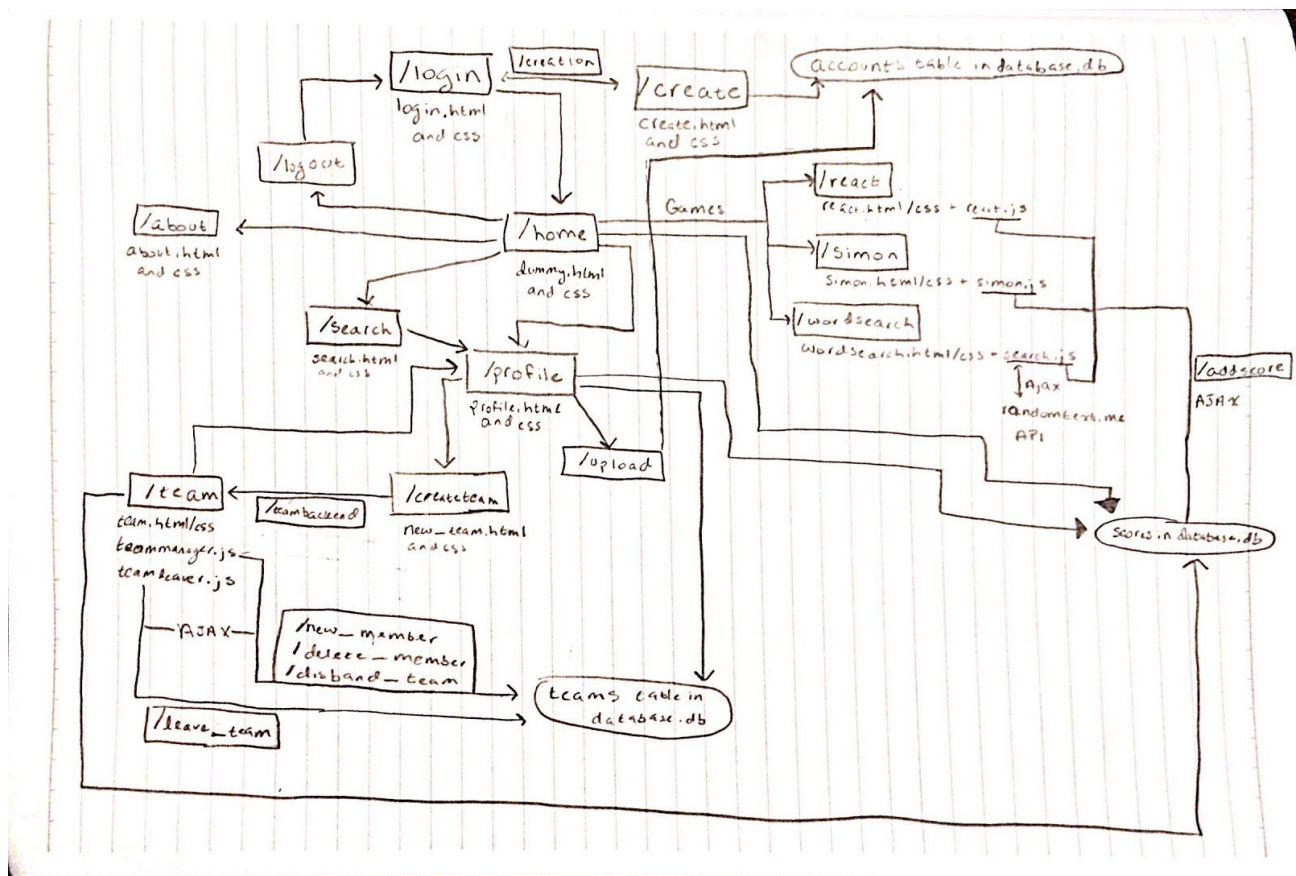 /login
/creation
accounts table in database.db
/create
login.html
and css
create.html
and css
/logout
/react
react.html/css + react.js
Games
/about
about.html
and css
/home
dummy.html
and css
/simon
simon.html/css + simon.js
/search
search.html
and css
/wordsearch
wordsearch.html/css - search.js
/profile
profile.html
and css
Ajax
randomtext.me
API
/addscore
AJAX
/upload
/team
team.html/css
teammanager.js
teamleaver.js
/teambackend
/createteam
new_team.html
and css
scores in database.db
AJAX
/new_member
/delete_member
/disband_team
teams table in
database.db
/leave_team